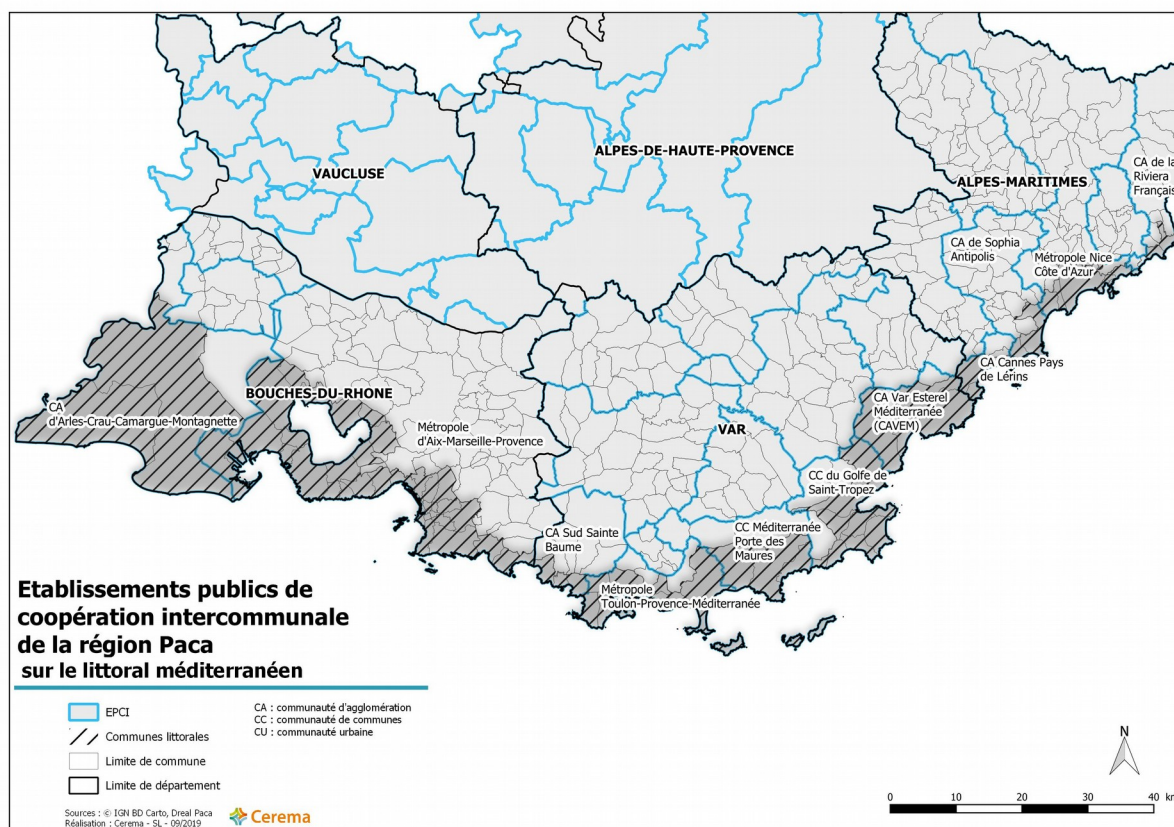 ALPES-DE-HAUTE-PROVENCE
VAUCLUSE
ALPES-MARITIMES
CA de la
Riviera
Français
CA de Sophia
Antipolis
Métropole Nice
Côte d'Azur
CA Cannes Pays
de Lérins
CA Var Esterel
Méditerranée
(CAVEM)
BOUCHES-DU-RHONE
CA
d'Arles-Crau-Camargue-Montagnette
Métropole
d'Aix-Marseille-Provence
VAR
CC du Golfe de
Saint-Tropez
CC Méditerranée
Porte des
Maures
CA Sud Sainte
Baume
Métropole
Toulon-Provence-Méditerranée
Etablissements publics de
coopération intercommunale
de la région Paca
sur le littoral méditerranéen
EPCI
Communes littorales
Limite de commune
Limite de département
CA : communauté d'agglomération
CC : communauté de communes
CU : communauté urbaine
Sources : © IGN BD Carto, Dreal Paca
Réalisation : Cerema - SL - 09/2019
Cerema
N
0 10 20 30 40 km